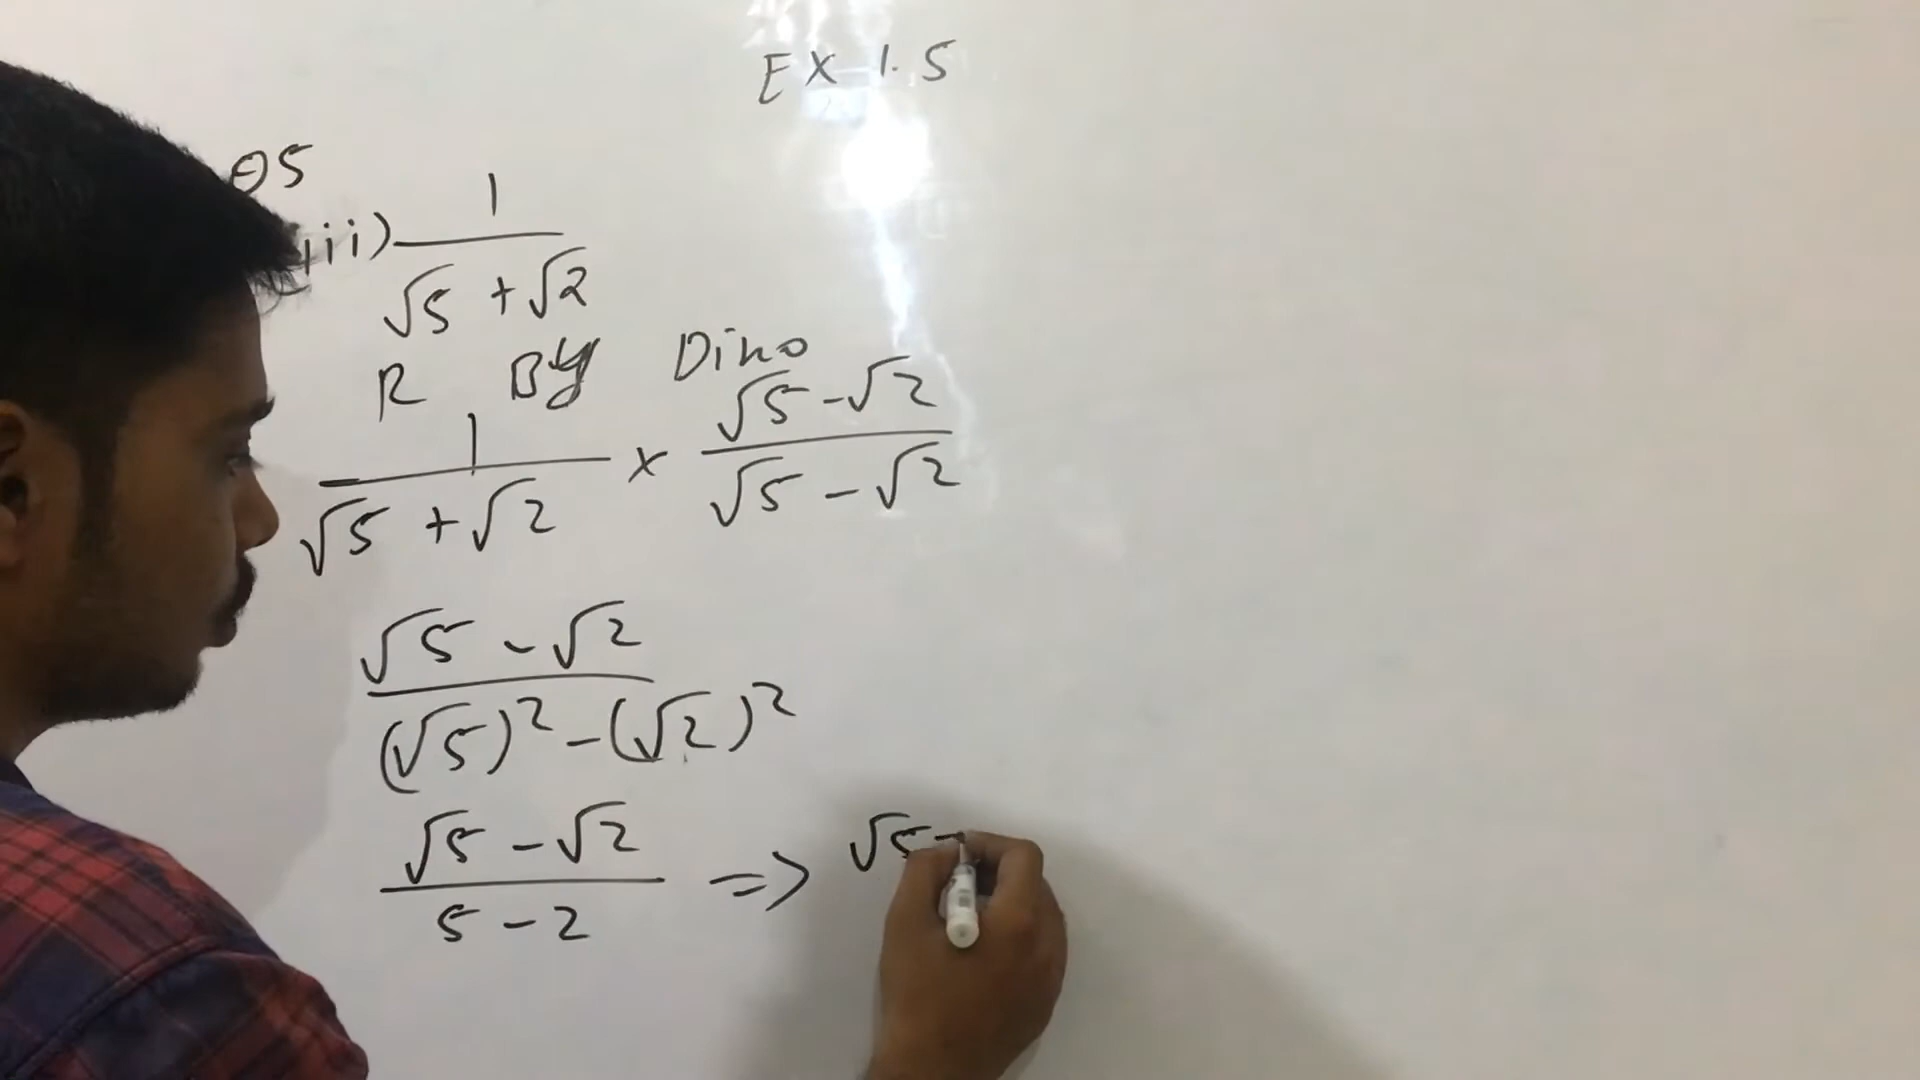 EX 1.5
Θ5
iii) 1
√5 + √2
R By Dino
1 × √5 - √2
√5 + √2 √5 - √2
√5 - √2
(√5)² - (√2)²
√5 - √2 => √5 -
5 - 2